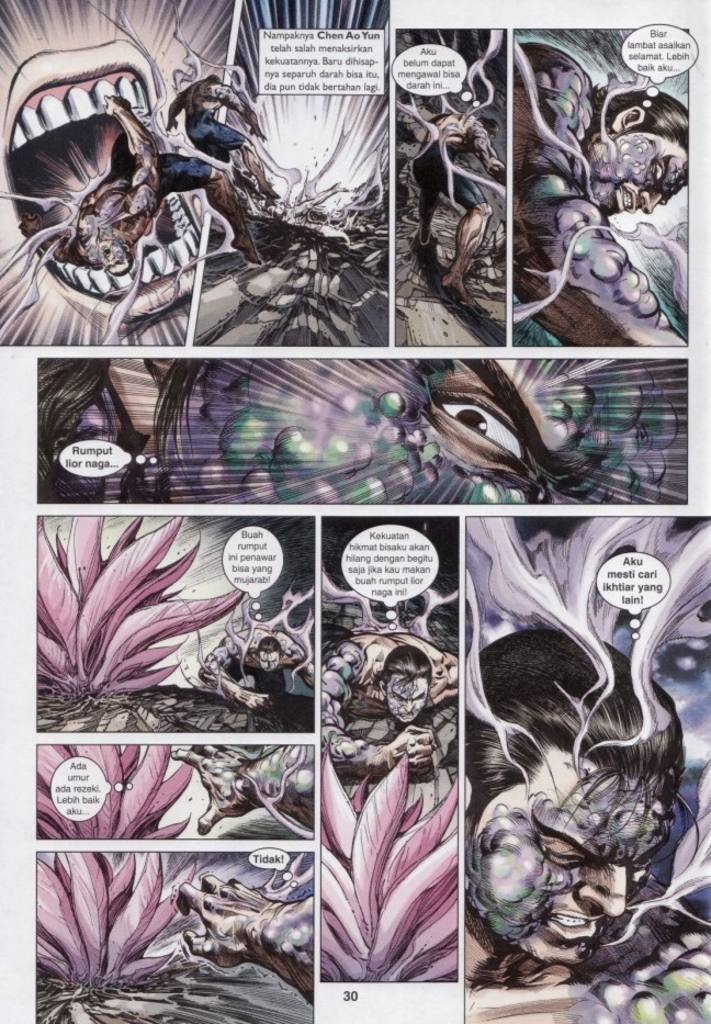 Nampaknya Chen Ao Yun
telah salah menaksirkan
kekuatannya. Baru dihisap-
nya separuh darah bisa itu,
dia pun tidak bertahan lagi.
Aku
belum dapat
mengawal bisa
darah ini...
Biar
lambat asalkan
selamat. Lebih
baik aku...
Rumput
lior naga...
Buah
rumput
ini penawar
bisa yang
mujarab!
Ada
umur
ada rezeki.
Lebih baik
aku...
Tidak!
Kekuatan
hikmat bisaku akan
hilang dengan begitu
saja jika kau makan
buah rumput lior
naga ini!
Aku
mesti cari
ikhtiar yang
lain!
30